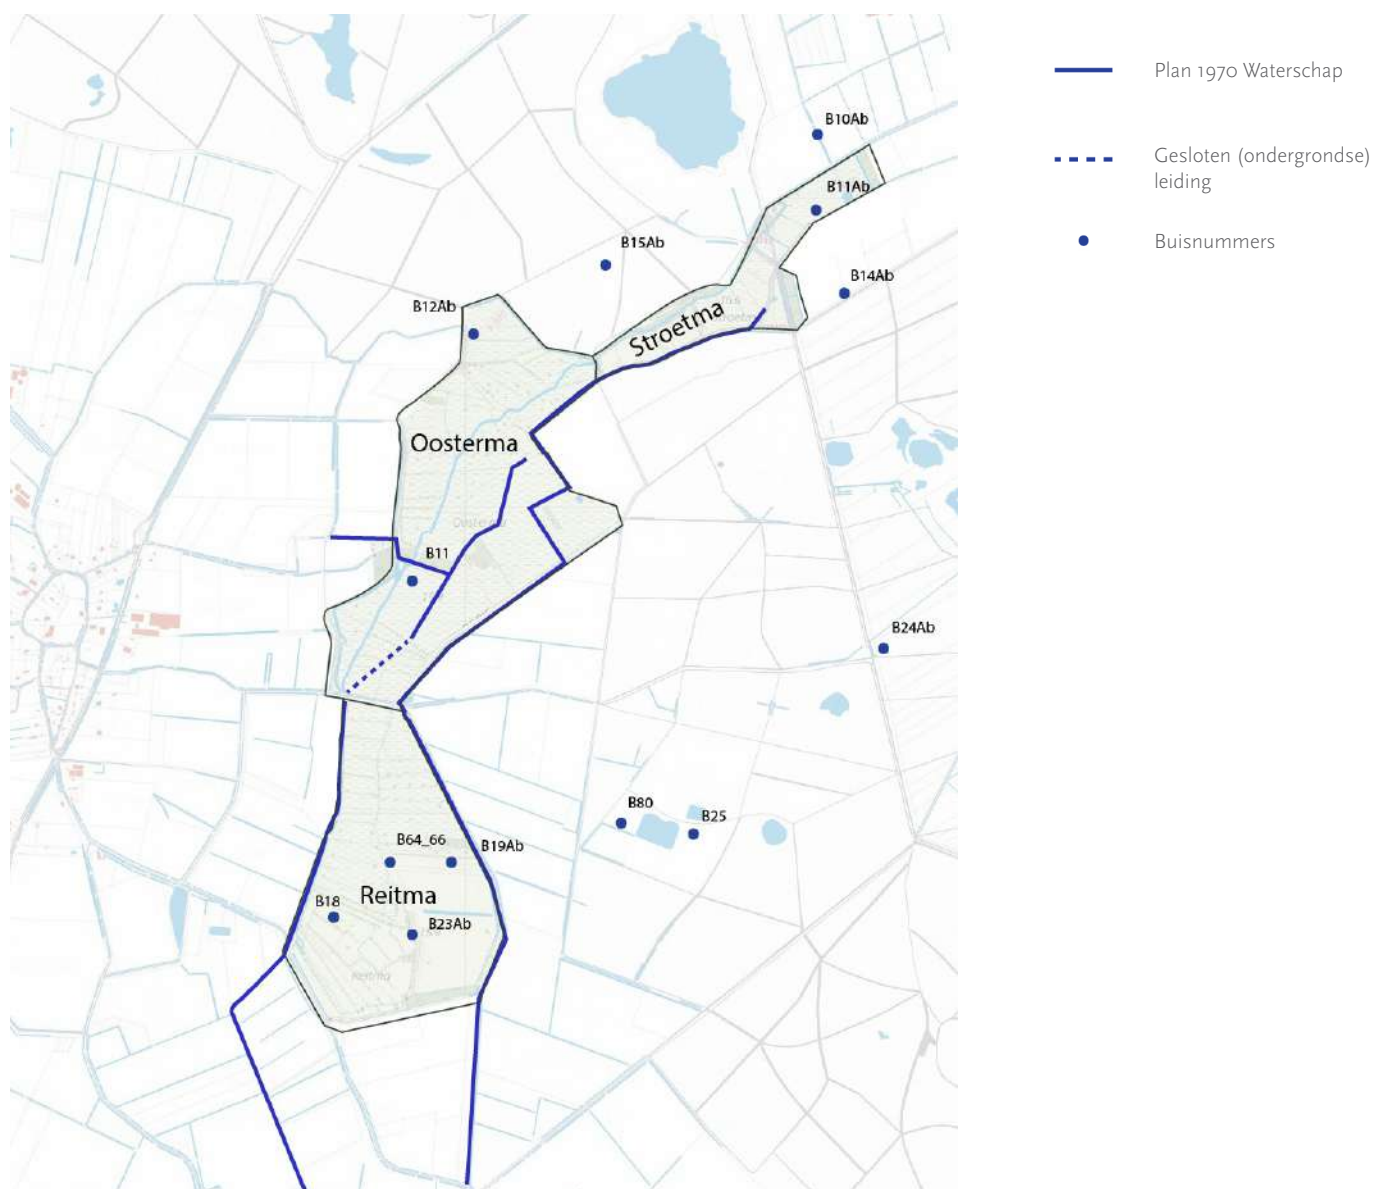 Plan 1970 Waterschap
Gesloten (ondergrondse)
leiding
Buisnummers
B10Ab
B11Ab
B15Ab
B14Ab
B12Ab
Stroetma
Oosterma
B11
B24Ab
B80
B25
B64_66
B19Ab
Reitma
B18
B23Ab
Reitma